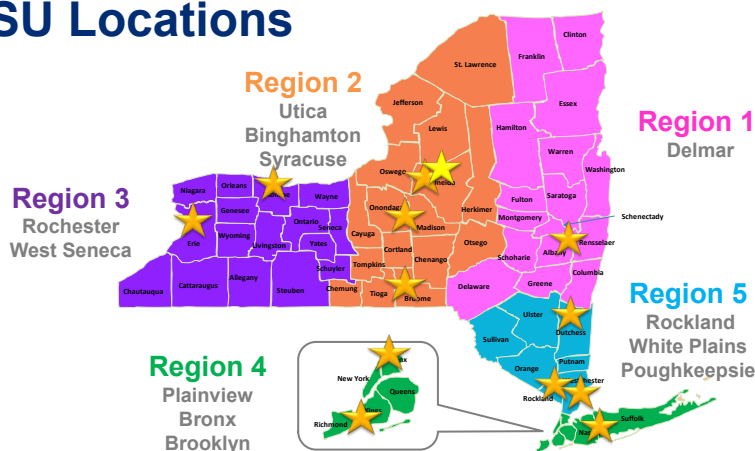 SU Locations
Region 2
Utica
Binghamton
Syracuse
Region 1
Delmar
Region 3
Rochester
West Seneca
Region 5
Rockland
White Plains
Poughkeepsie
Region 4
Plainview
Bronx
Brooklyn
Clinton
Franklin
St. Lawrence
Essex
Jefferson
Lewis
Hamilton
Warren
Washington
Oswego
Herkimer
Fulton
Saratoga
Montgomery
Schenectady
Niagara
Orleans
Wayne
Genesee
Ontario
Seneca
Onondaga
Madison
Cayuga
Otsego
Schoharie
Albany
Rensselaer
Erie
Wyoming
Livingston
Yates
Cortland
Chenango
Tompkins
Schuyler
Columbia
Greene
Delaware
Chautauqua
Cattaraugus
Allegany
Steuben
Chemung
Tioga
Broome
Ulster
Dutchess
Sullivan
Putnam
Orange
Rockland
New York
Queens
Richmond
Suffolk